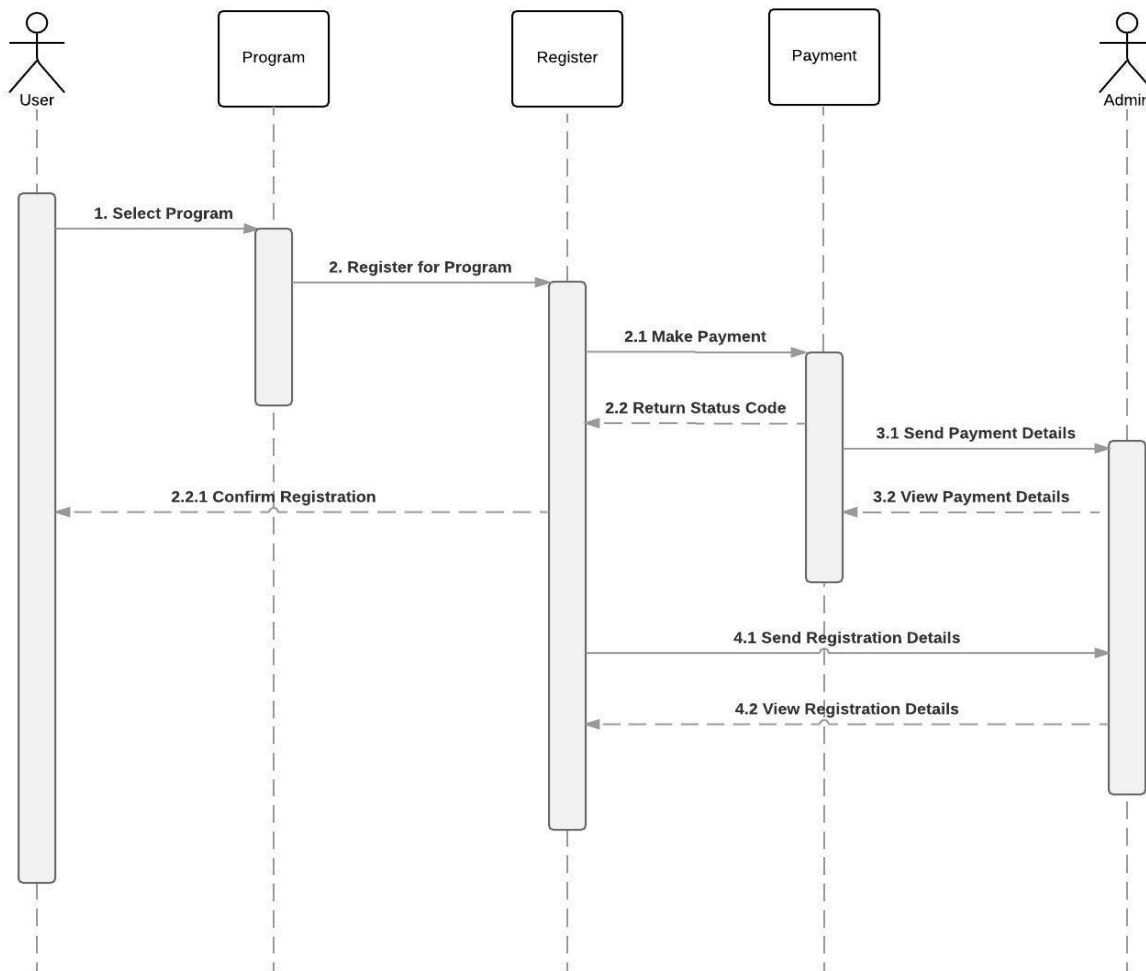 User
Program
Register
Payment
Admin
1. Select Program
2. Register for Program
2.1 Make Payment
2.2 Return Status Code
3.1 Send Payment Details
2.2.1 Confirm Registration
3.2 View Payment Details
4.1 Send Registration Details
4.2 View Registration Details